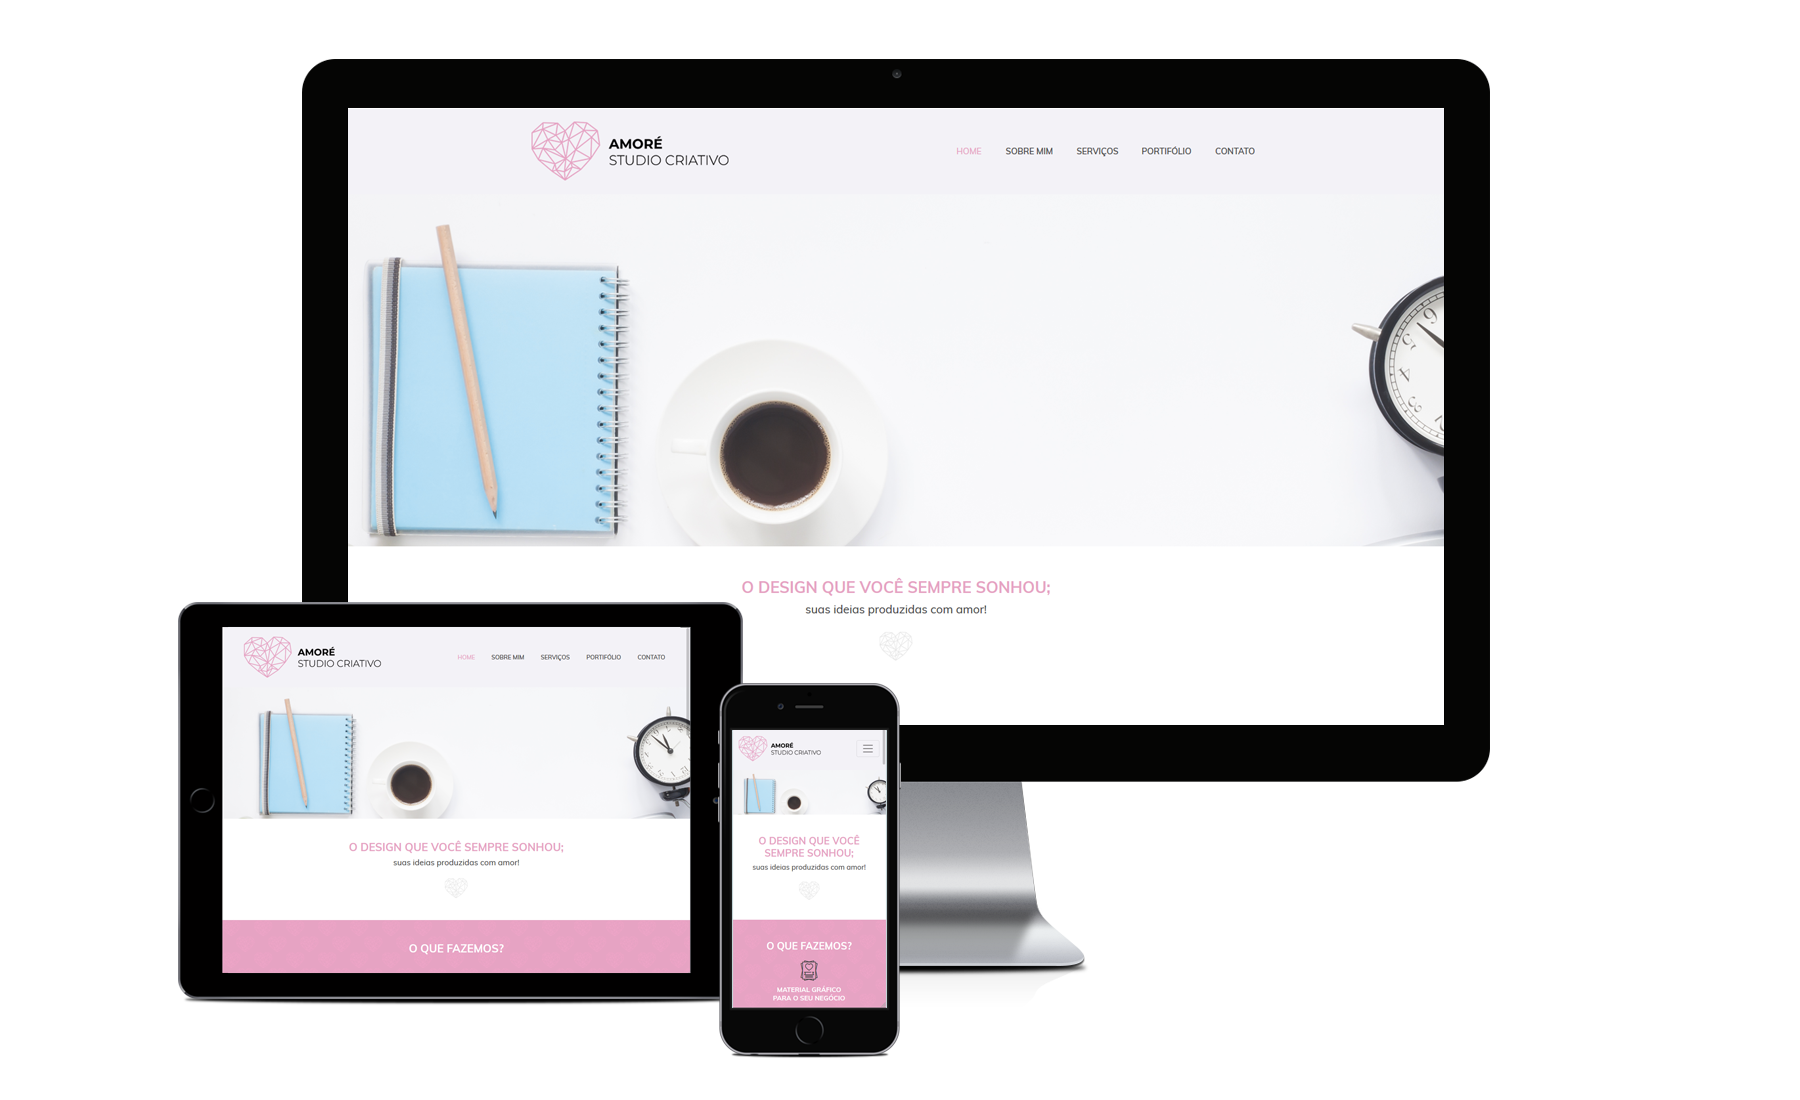 AMORÉ
STUDIO CRIATIVO
HOME SOBRE MIM SERVIÇOS PORTIFÓLIO CONTATO
O DESIGN QUE VOCÊ SEMPRE SONHOU;
suas ideias produzidas com amor!
AMORÉ
STUDIO CRIATIVO
HOME SOBRE MIM SERVIÇOS PORTIFÓLIO CONTATO
O DESIGN QUE VOCÊ SEMPRE SONHOU;
suas ideias produzidas com amor!
O QUE FAZEMOS?
AMORÉ
STUDIO CRIATIVO
O DESIGN QUE VOCÊ
SEMPRE SONHOU;
suas ideias produzidas com amor!
O QUE FAZEMOS?
MATERIAL GRÁFICO
PARA O SEU NEGÓCIO